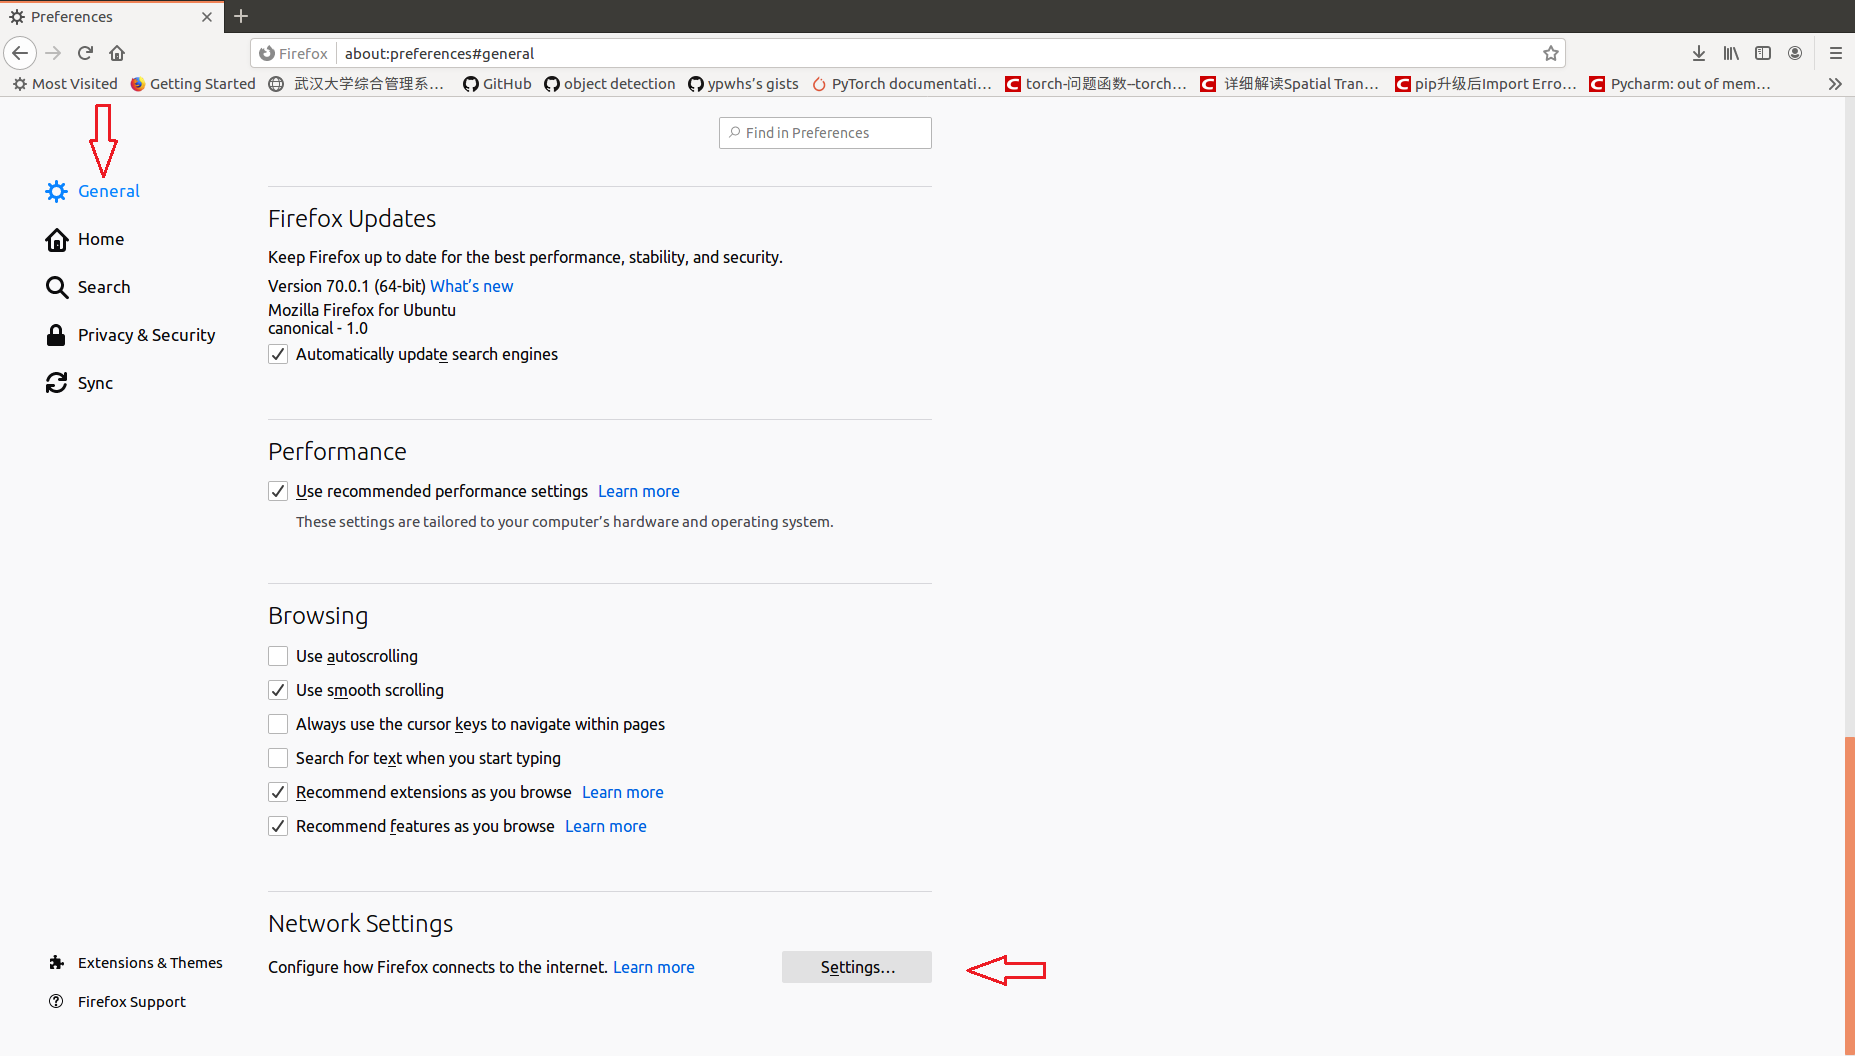 Preferences
Firefox about:preferences#general
Most Visited Getting Started 武汉大学综合管理系… GitHub object detection ypwhs’s gists PyTorch documentati… torch-问题函数--torch… 详细解读Spatial Tran… pip升级后Import Erro… Pycharm: out of mem…
Find in Preferences
General
Home
Search
Privacy & Security
Sync
Firefox Updates
Keep Firefox up to date for the best performance, stability, and security.
Version 70.0.1 (64-bit) What’s new
Mozilla Firefox for Ubuntu
canonical - 1.0
Automatically update search engines
Performance
Use recommended performance settings Learn more
These settings are tailored to your computer’s hardware and operating system.
Browsing
Use autoscrolling
Use smooth scrolling
Always use the cursor keys to navigate within pages
Search for text when you start typing
Recommend extensions as you browse Learn more
Recommend features as you browse Learn more
Network Settings
Configure how Firefox connects to the internet. Learn more Settings…
Extensions & Themes
Firefox Support